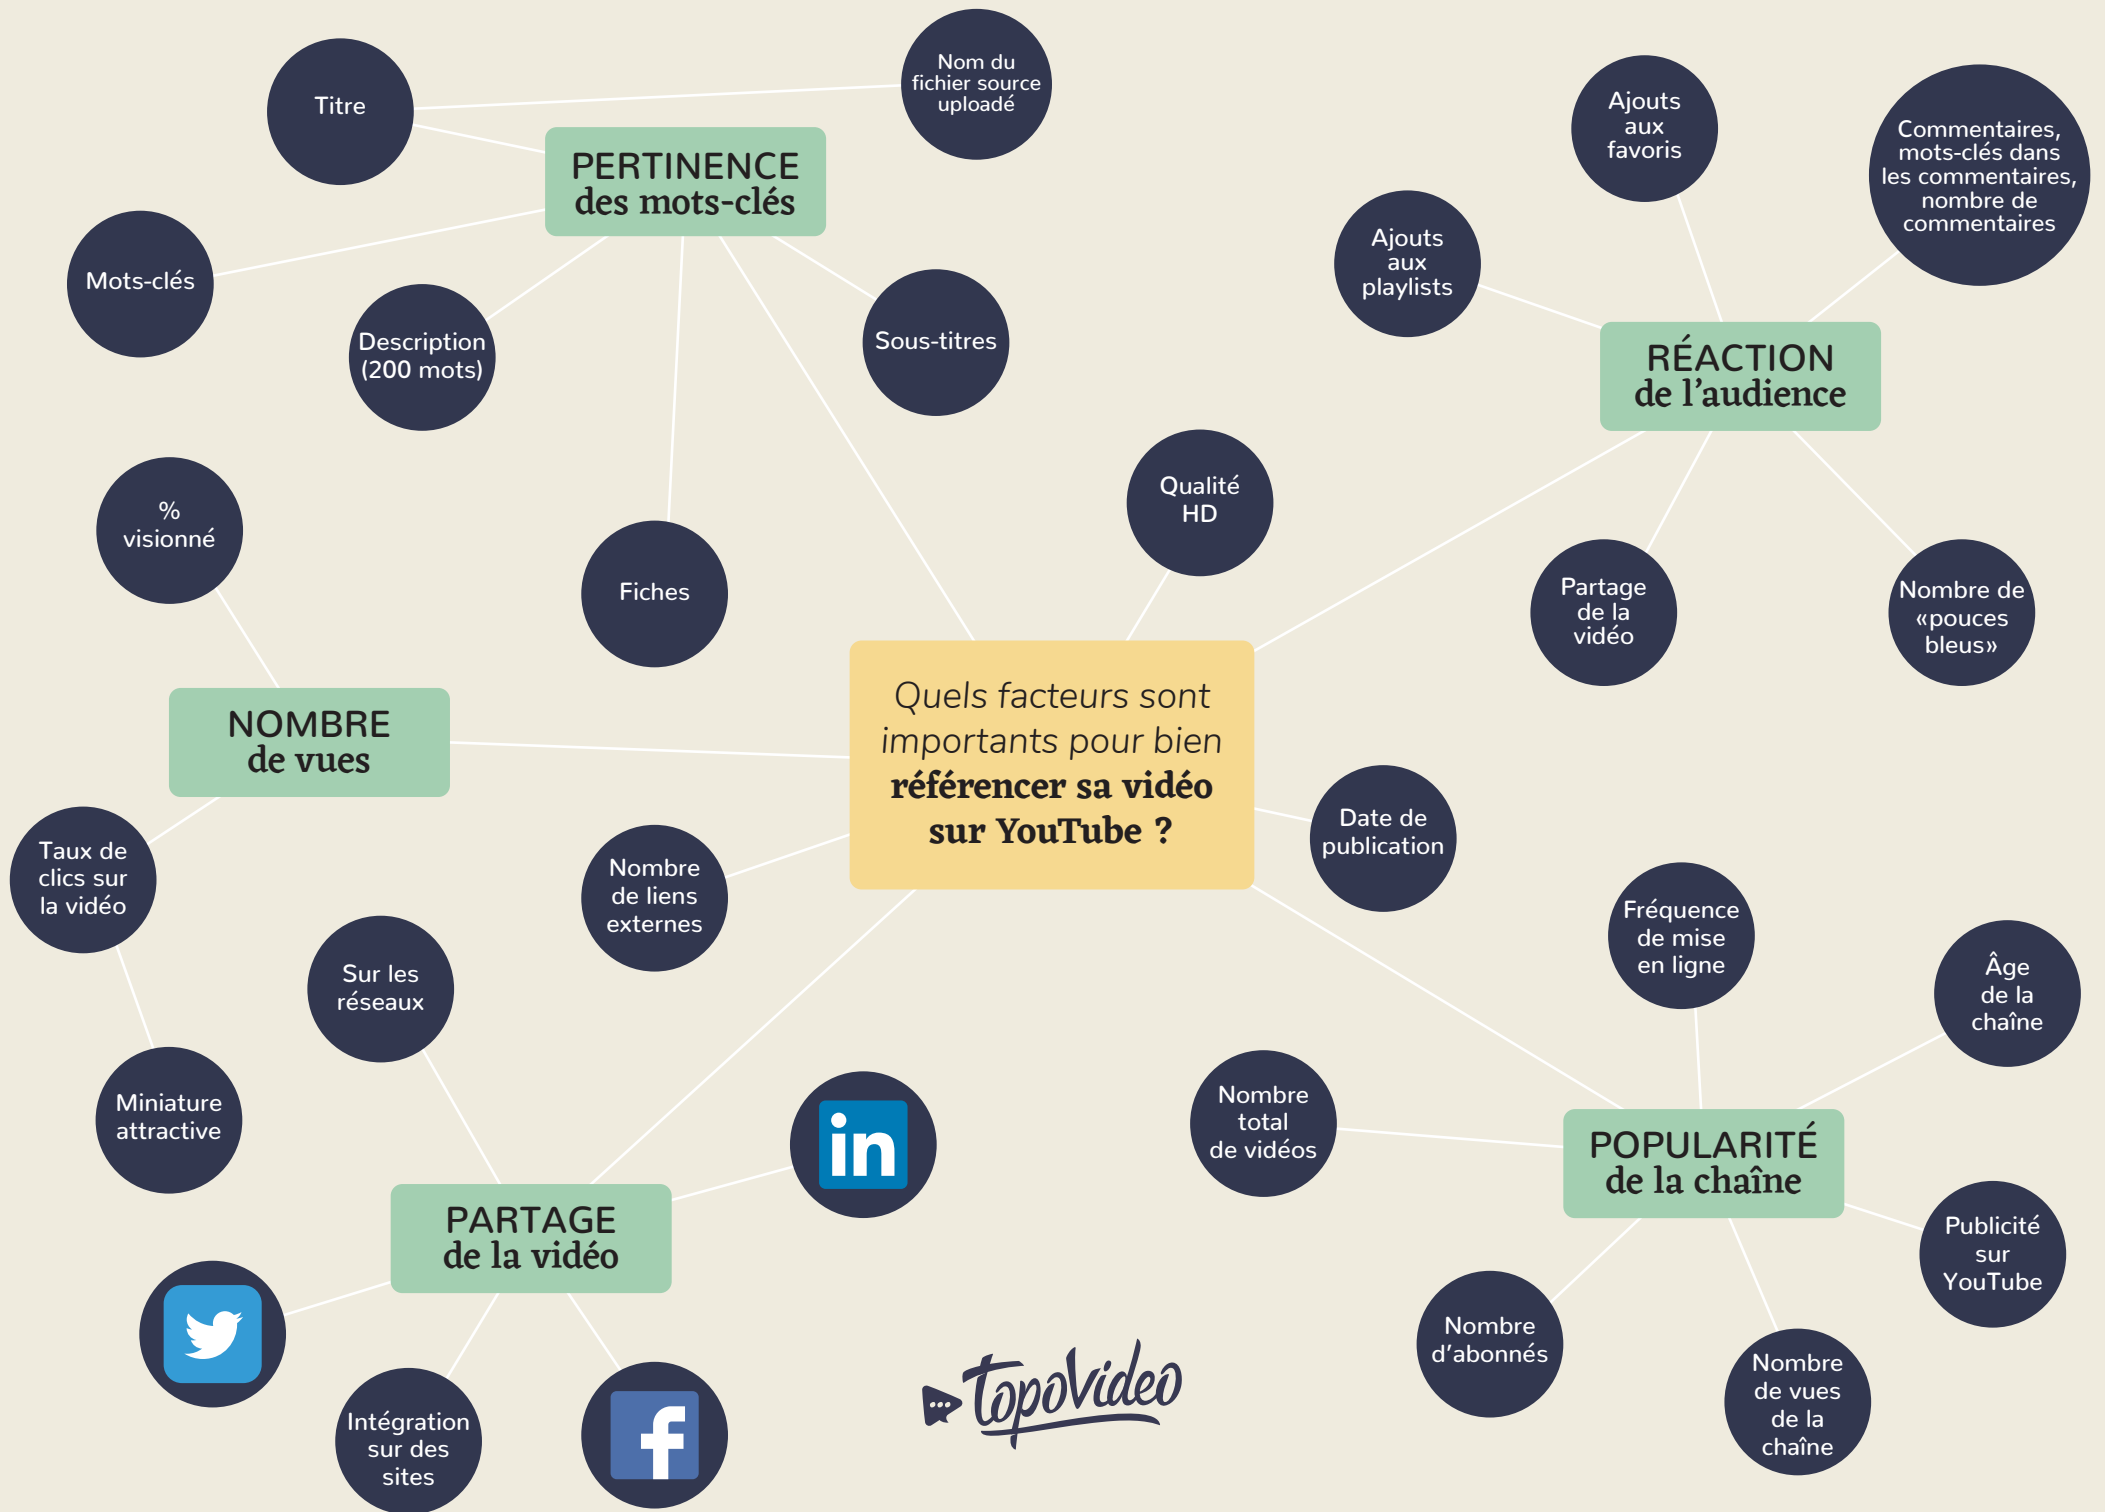 Titre
Nom du
fichier source
uploadé
PERTINENCE
des mots-clés
Mots-clés
Description
(200 mots)
Sous-titres
Fiches
Ajouts
aux
favoris
Commentaires,
mots-clés dans
les commentaires,
nombre de
commentaires
Ajouts
aux
playlists
RÉACTION
de l’audience
Partage
de la
vidéo
Nombre de
«pouces
bleus»
Qualité
HD
%
visionné
NOMBRE
de vues
Taux de
clics sur
la vidéo
Miniature
attractive
Quels facteurs sont
importants pour bien
référencer sa vidéo
sur YouTube ?
Nombre
de liens
externes
Date de
publication
Sur les
réseaux
in
PARTAGE
de la vidéo
Intégration
sur des
sites
f
Fréquence
de mise
en ligne
Âge
de la
chaîne
Nombre
total
de vidéos
POPULARITÉ
de la chaîne
Publicité
sur
YouTube
Nombre
d’abonnés
Nombre
de vues
de la
chaîne
TopoVideo